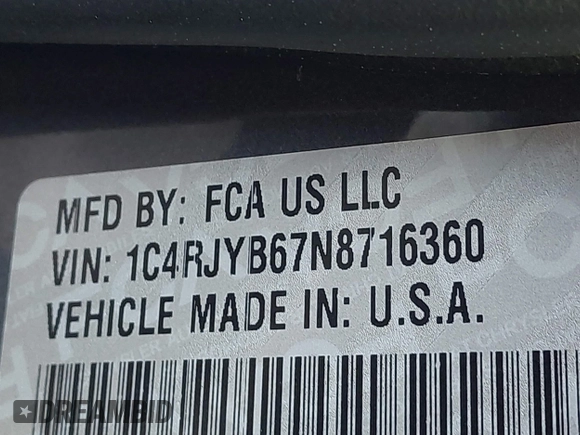 MFD BY: FCA US LLC
VIN: 1C4RJYB67N8716360
VEHICLE MADE IN: U.S.A.
DREAMBID